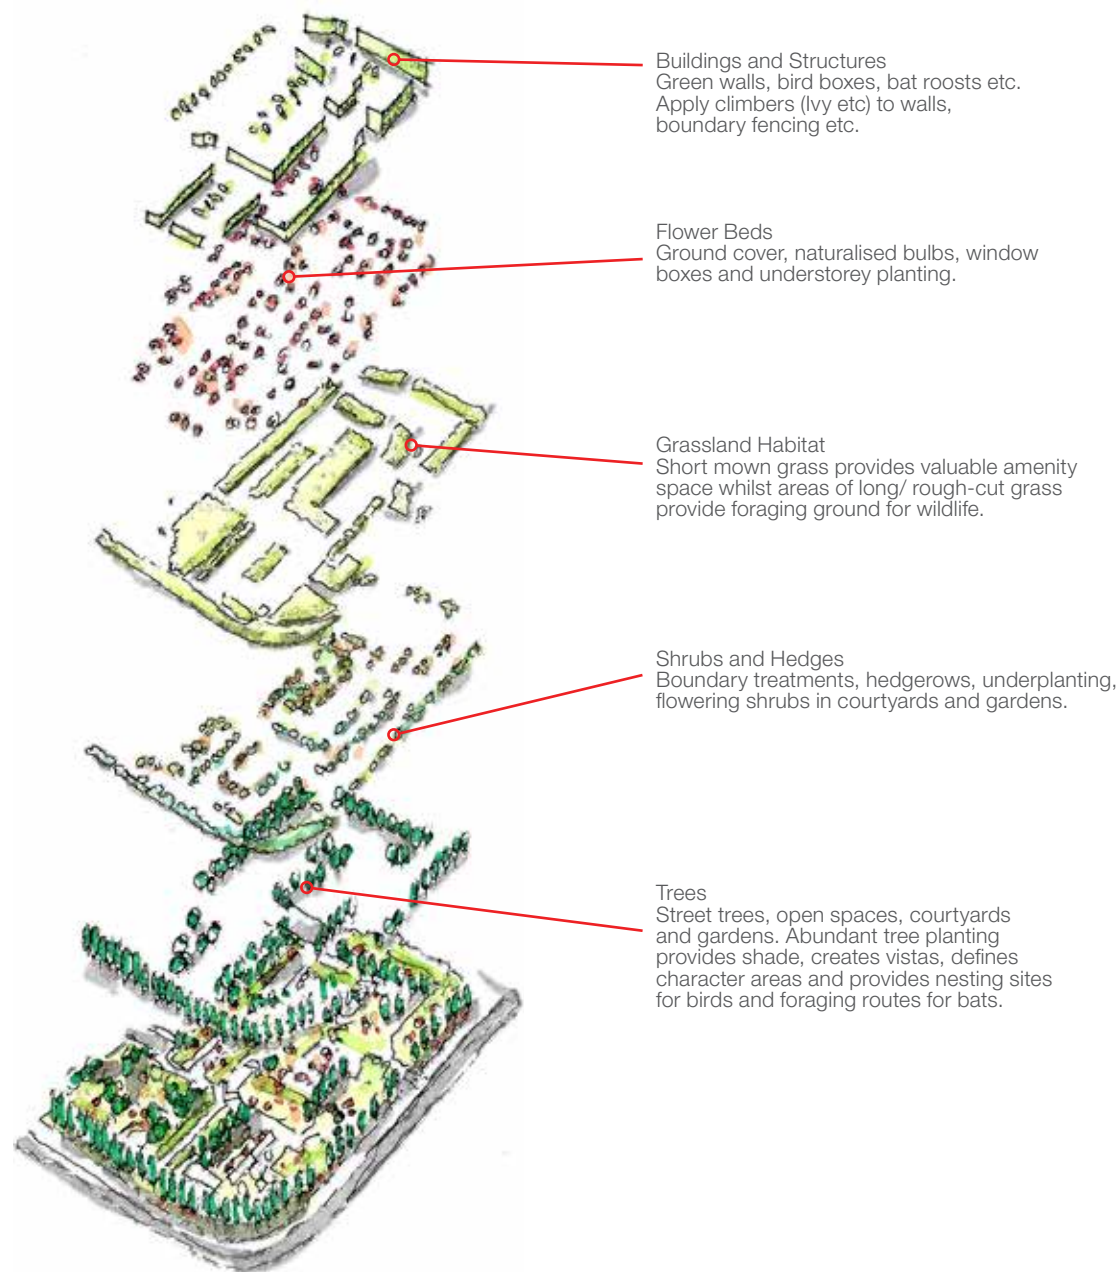 Buildings and Structures
Green walls, bird boxes, bat roosts etc.
Apply climbers (Ivy etc) to walls,
boundary fencing etc.
Flower Beds
Ground cover, naturalised bulbs, window
boxes and understorey planting.
Grassland Habitat
Short mown grass provides valuable amenity
space whilst areas of long/ rough-cut grass
provide foraging ground for wildlife.
Shrubs and Hedges
Boundary treatments, hedgerows, underplanting,
flowering shrubs in courtyards and gardens.
Trees
Street trees, open spaces, courtyards
and gardens. Abundant tree planting
provides shade, creates vistas, defines
character areas and provides nesting sites
for birds and foraging routes for bats.